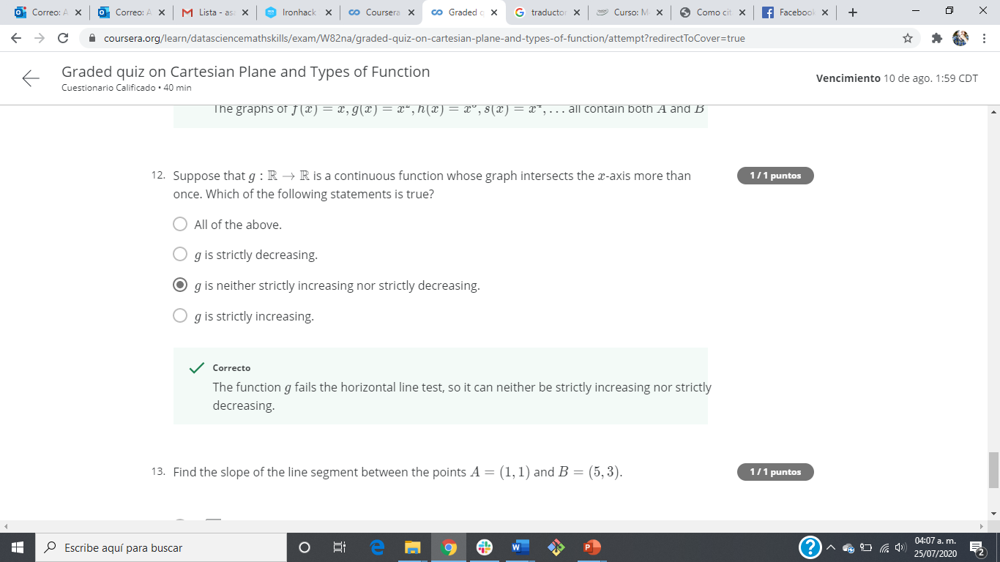 Correo: A
Correo: A
Lista - asa
Ironhack
Coursera
Graded q
traductor
Curso: M
Como cit
Facebook
coursera.org/learn/datasciencemathskills/exam/W82na/graded-quiz-on-cartesian-plane-and-types-of-function/attempt?redirectToCover=true
Graded quiz on Cartesian Plane and Types of Function
Cuestionario Calificado • 40 min
Vencimiento 10 de ago. 1:59 CDT
The graphs of f(x) = x, g(x) = x², h(x) = x³, s(x) = x⁴, . . . all contain both A and B
12. Suppose that g : ℝ → ℝ is a continuous function whose graph intersects the x-axis more than
once. Which of the following statements is true?
1 / 1 puntos
All of the above.
g is strictly decreasing.
g is neither strictly increasing nor strictly decreasing.
g is strictly increasing.
Correcto
The function g fails the horizontal line test, so it can neither be strictly increasing nor strictly
decreasing.
13. Find the slope of the line segment between the points A = (1, 1) and B = (5, 3).
1 / 1 puntos
Escribe aquí para buscar
04:07 a. m.
25/07/2020
2